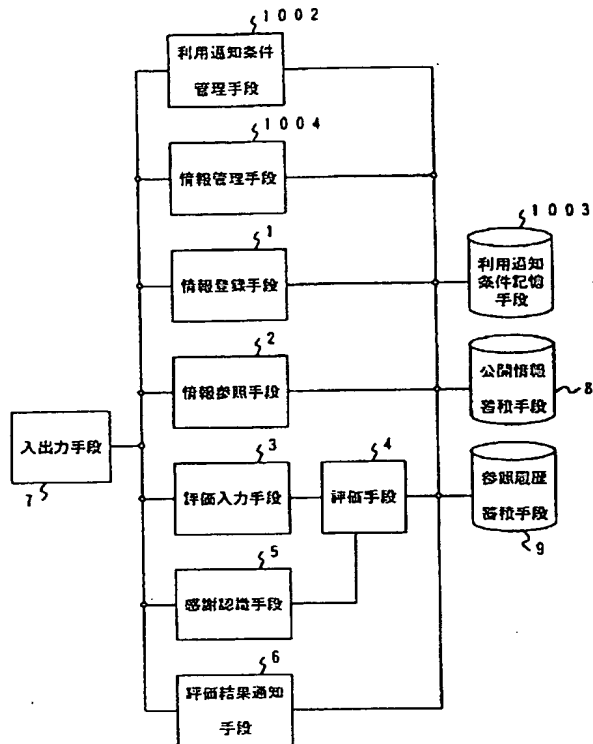 1002
利用通知条件
管理手段
1004
情報管理手段
1
情報登録手段
1003
利用通知
条件記憶
手段
2
情報参照手段
公開情報
蓄積手段
8
入出力手段
7
3
評価入力手段
4
評価手段
参照履歴
蓄積手段
9
5
感謝認識手段
6
評価結果通知
手段